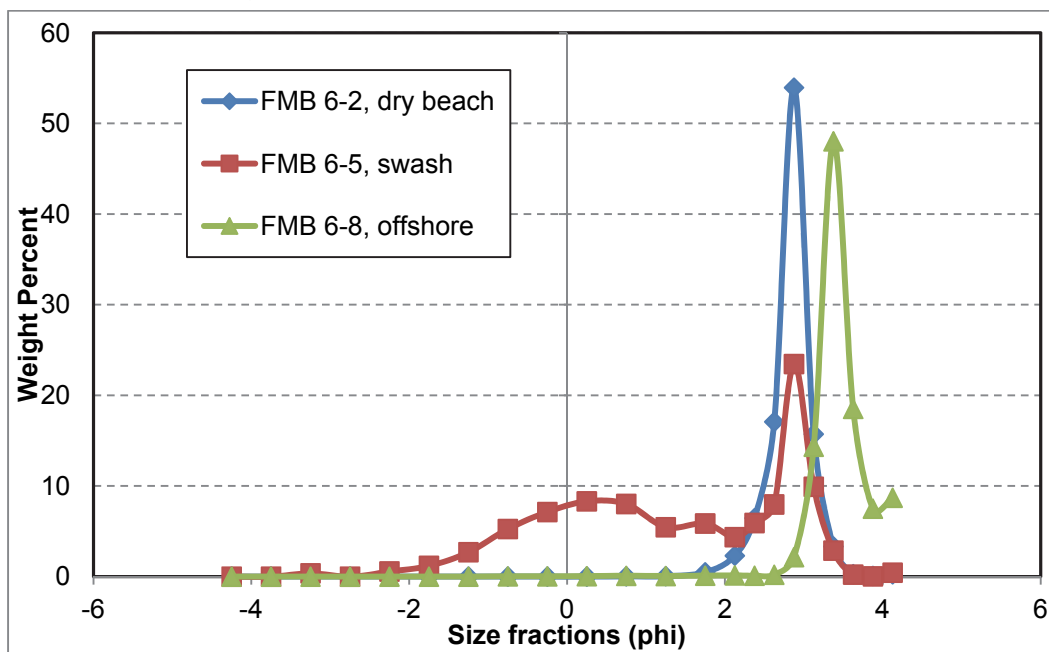 60
50
40
30
20
10
0
Weight Percent
FMB 6-2, dry beach
FMB 6-5, swash
FMB 6-8, offshore
-6 -4 -2 0 2 4 6
Size fractions (phi)